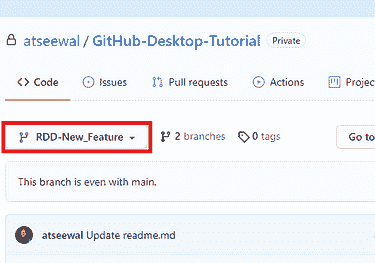 atseewal / GitHub-Desktop-Tutorial Private
Code Issues Pull requests Actions Projec
RDD-New_Feature 2 branches 0 tags Go to
This branch is even with main.
atseewal Update readme.md